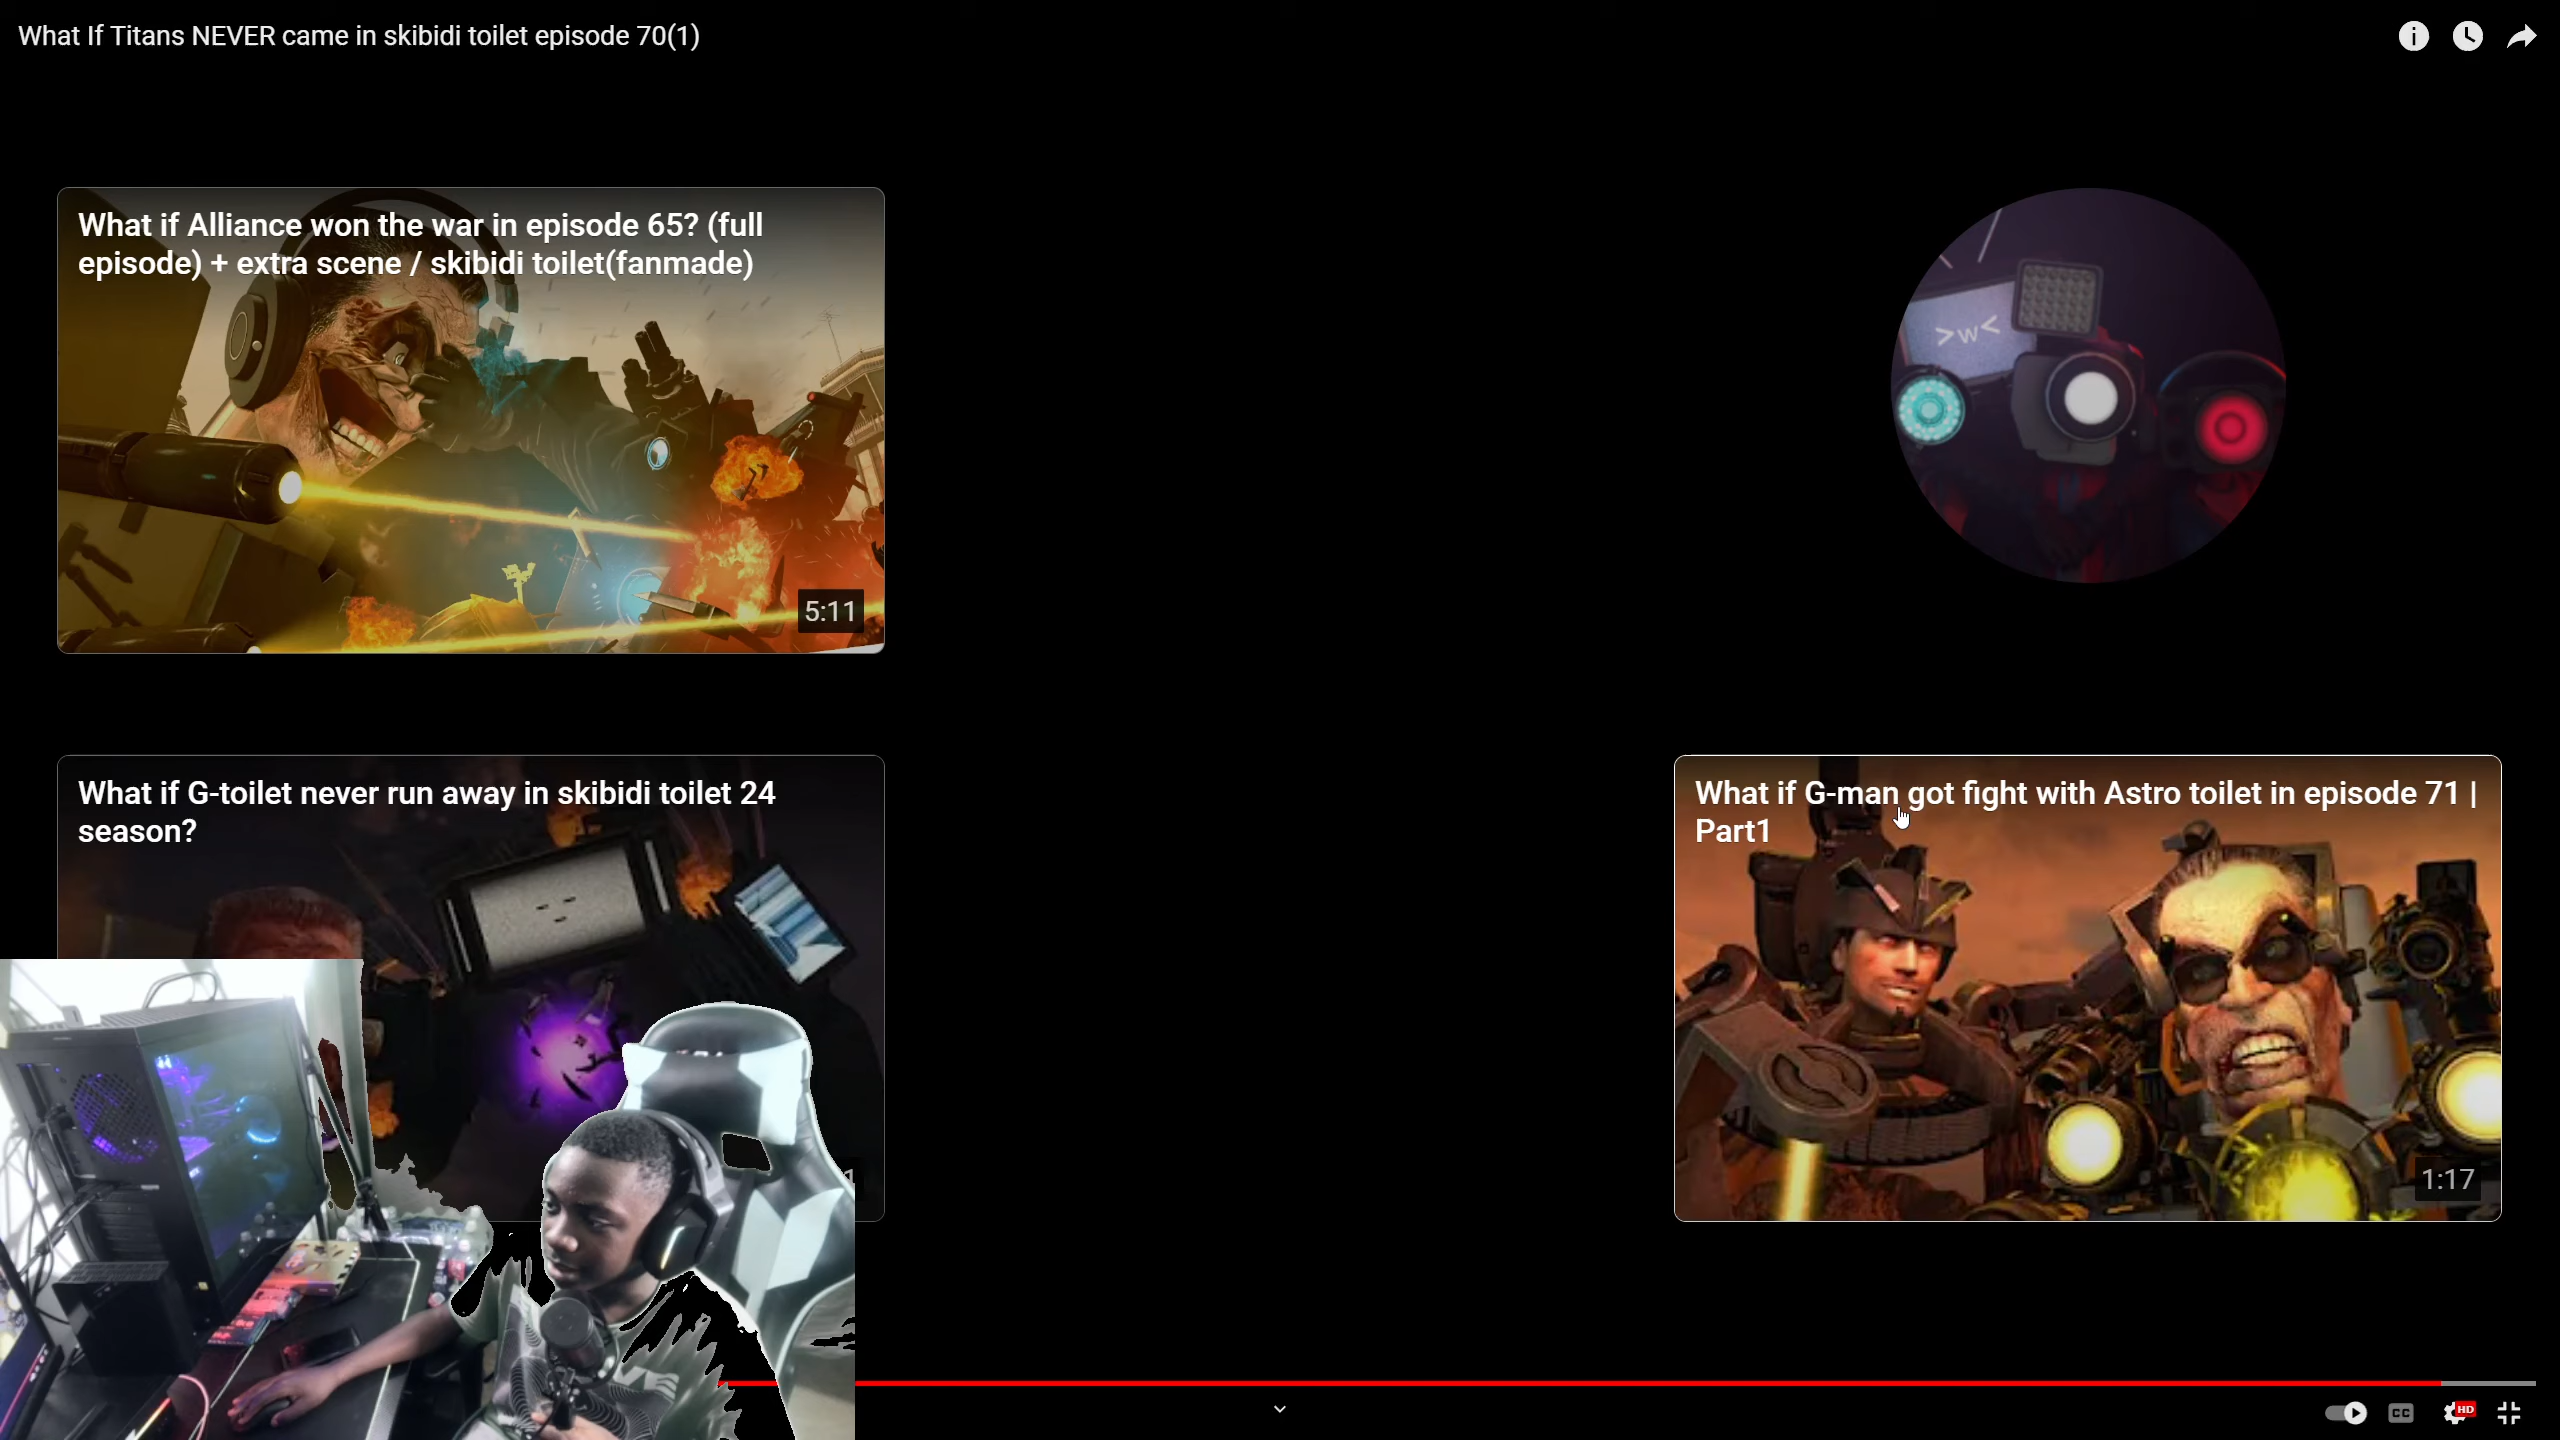 What If Titans NEVER came in skibidi toilet episode 70(1)
What if Alliance won the war in episode 65? (full
episode) + extra scene / skibidi toilet(fanmade)
>w<
5:11
What if G-toilet never run away in skibidi toilet 24
season?
What if G-man got fight with Astro toilet in episode 71 |
Part1
1:17
CC
HD